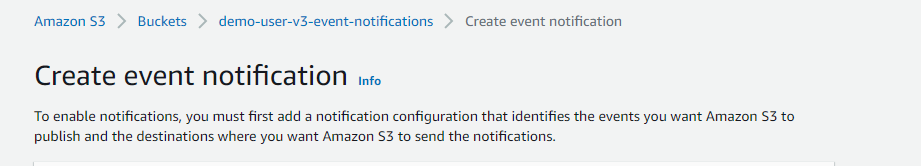 Amazon S3 > Buckets > demo-user-v3-event-notifications > Create event notification
Create event notification Info
To enable notifications, you must first add a notification configuration that identifies the events you want Amazon S3 to
publish and the destinations where you want Amazon S3 to send the notifications.